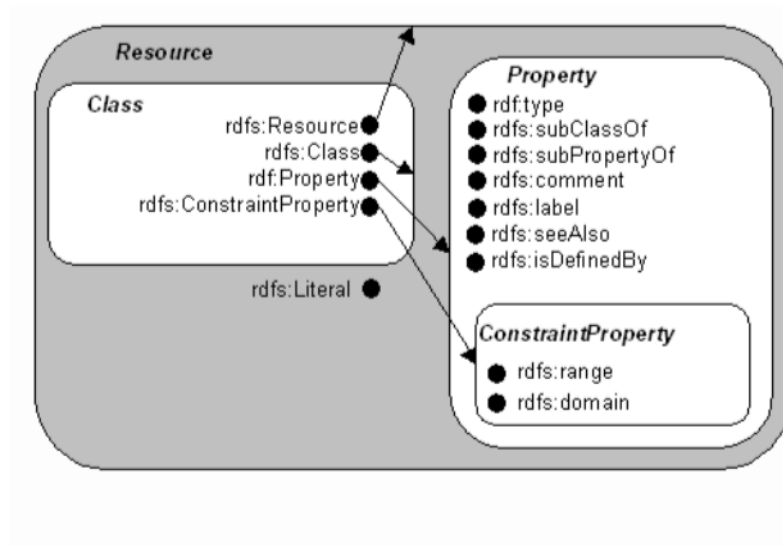 Resource
Class
rdfs:Resource
rdfs:Class
rdf:Property
rdfs:ConstraintProperty
rdfs:Literal
Property
rdf:type
rdfs:subClassOf
rdfs:subPropertyOf
rdfs:comment
rdfs:label
rdfs:seeAlso
rdfs:isDefinedBy
ConstraintProperty
rdfs:range
rdfs:domain